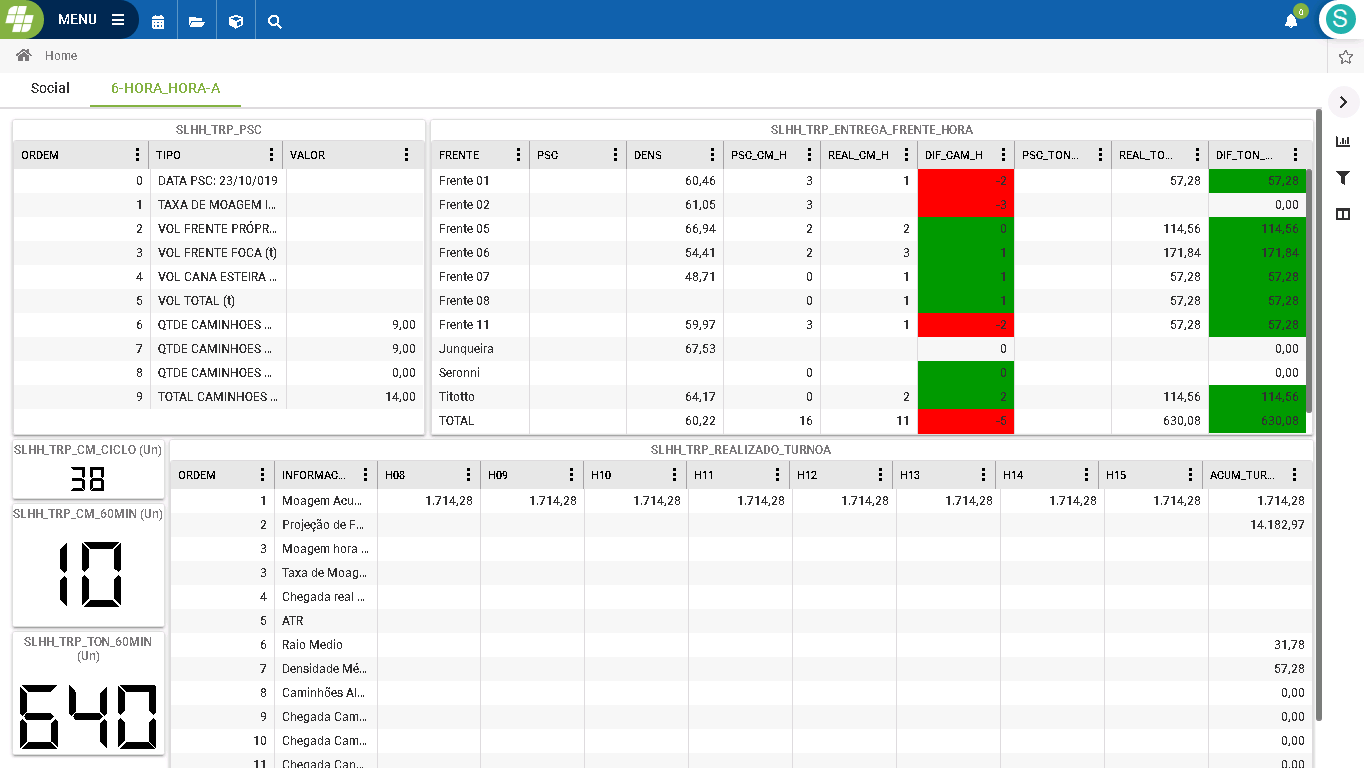 MENU
0
S
Home
Social 6-HORA_HORA-A
SLHH_TRP_PSC
ORDEM TIPO VALOR
0 DATA PSC: 23/10/019
1 TAXA DE MOAGEM I...
2 VOL FRENTE PRÓPR...
3 VOL FRENTE FOCA (t)
4 VOL CANA ESTEIRA ...
5 VOL TOTAL (t)
6 QTDE CAMINHOES ... 9,00
7 QTDE CAMINHOES ... 9,00
8 QTDE CAMINHOES ... 0,00
9 TOTAL CAMINHOES ... 14,00
SLHH_TRP_ENTREGA_FRENTE_HORA
FRENTE PSC DENS PSC_CM_H REAL_CM_H DIF_CAM_H PSC_TON... REAL_TO... DIF_TON_...
Frente 01 60,46 3 1 -2 57,28 57,28
Frente 02 61,05 3 -3 0,00
Frente 05 66,94 2 2 0 114,56 114,56
Frente 06 54,41 2 3 1 171,84 171,84
Frente 07 48,71 0 1 1 57,28 57,28
Frente 08 0 1 1 57,28 57,28
Frente 11 59,97 3 1 -2 57,28 57,28
Junqueira 67,53 0 0,00
Seronni 0 0 0,00
Titotto 64,17 0 2 2 114,56 114,56
TOTAL 60,22 16 11 -5 630,08 630,08
SLHH_TRP_CM_CICLO (Un)
38
SLHH_TRP_CM_60MIN (Un)
10
SLHH_TRP_TON_60MIN
(Un)
640
SLHH_TRP_REALIZADO_TURNOA
ORDEM INFORMAC... H08 H09 H10 H11 H12 H13 H14 H15 ACUM_TUR...
1 Moagem Acu... 1.714,28 1.714,28 1.714,28 1.714,28 1.714,28 1.714,28 1.714,28 1.714,28 1.714,28
2 Projeção de F... 14.182,97
3 Moagem hora ...
3 Taxa de Moag...
4 Chegada real ...
5 ATR
6 Raio Medio 31,78
7 Densidade Mé... 57,28
8 Caminhões Al... 0,00
9 Chegada Cam... 0,00
10 Chegada Cam... 0,00
11 Chegada Can... 0,00